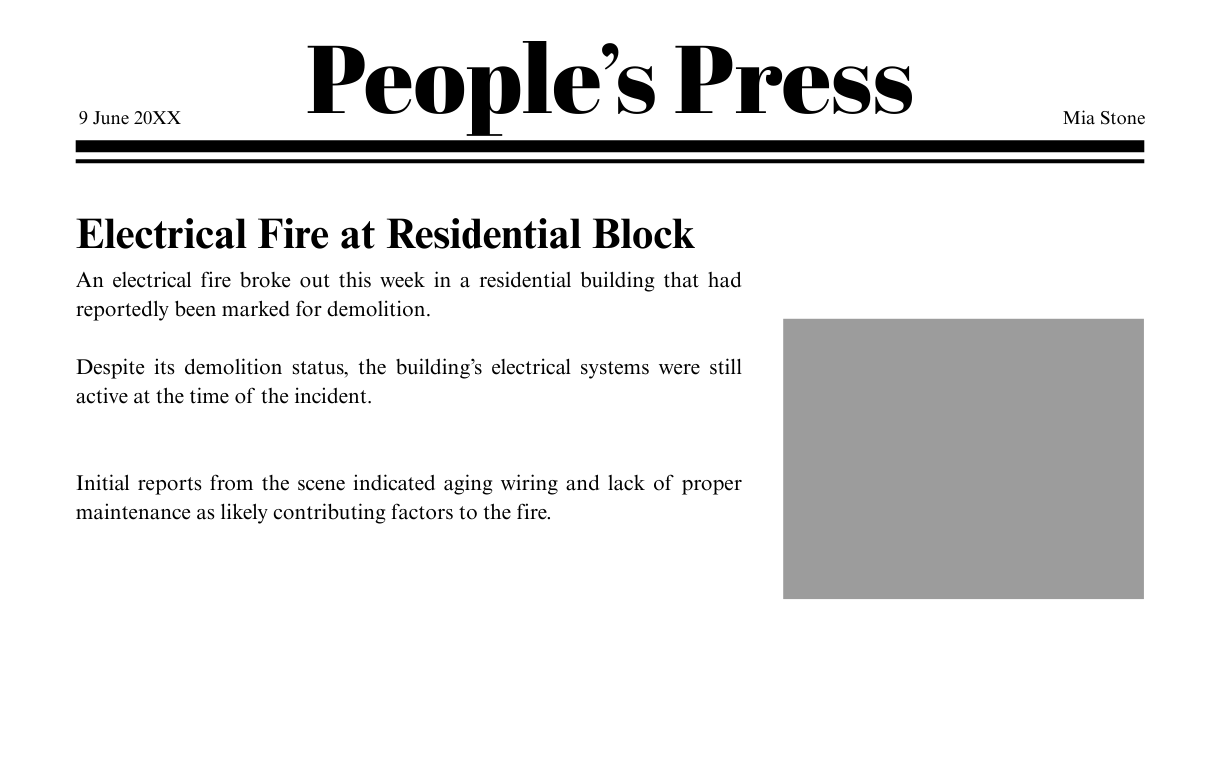 People’s Press
9 June 20XX
Mia Stone
Electrical Fire at Residential Block
An electrical fire broke out this week in a residential building that had
reportedly been marked for demolition.
Despite its demolition status, the building’s electrical systems were still
active at the time of the incident.
Initial reports from the scene indicated aging wiring and lack of proper
maintenance as likely contributing factors to the fire.